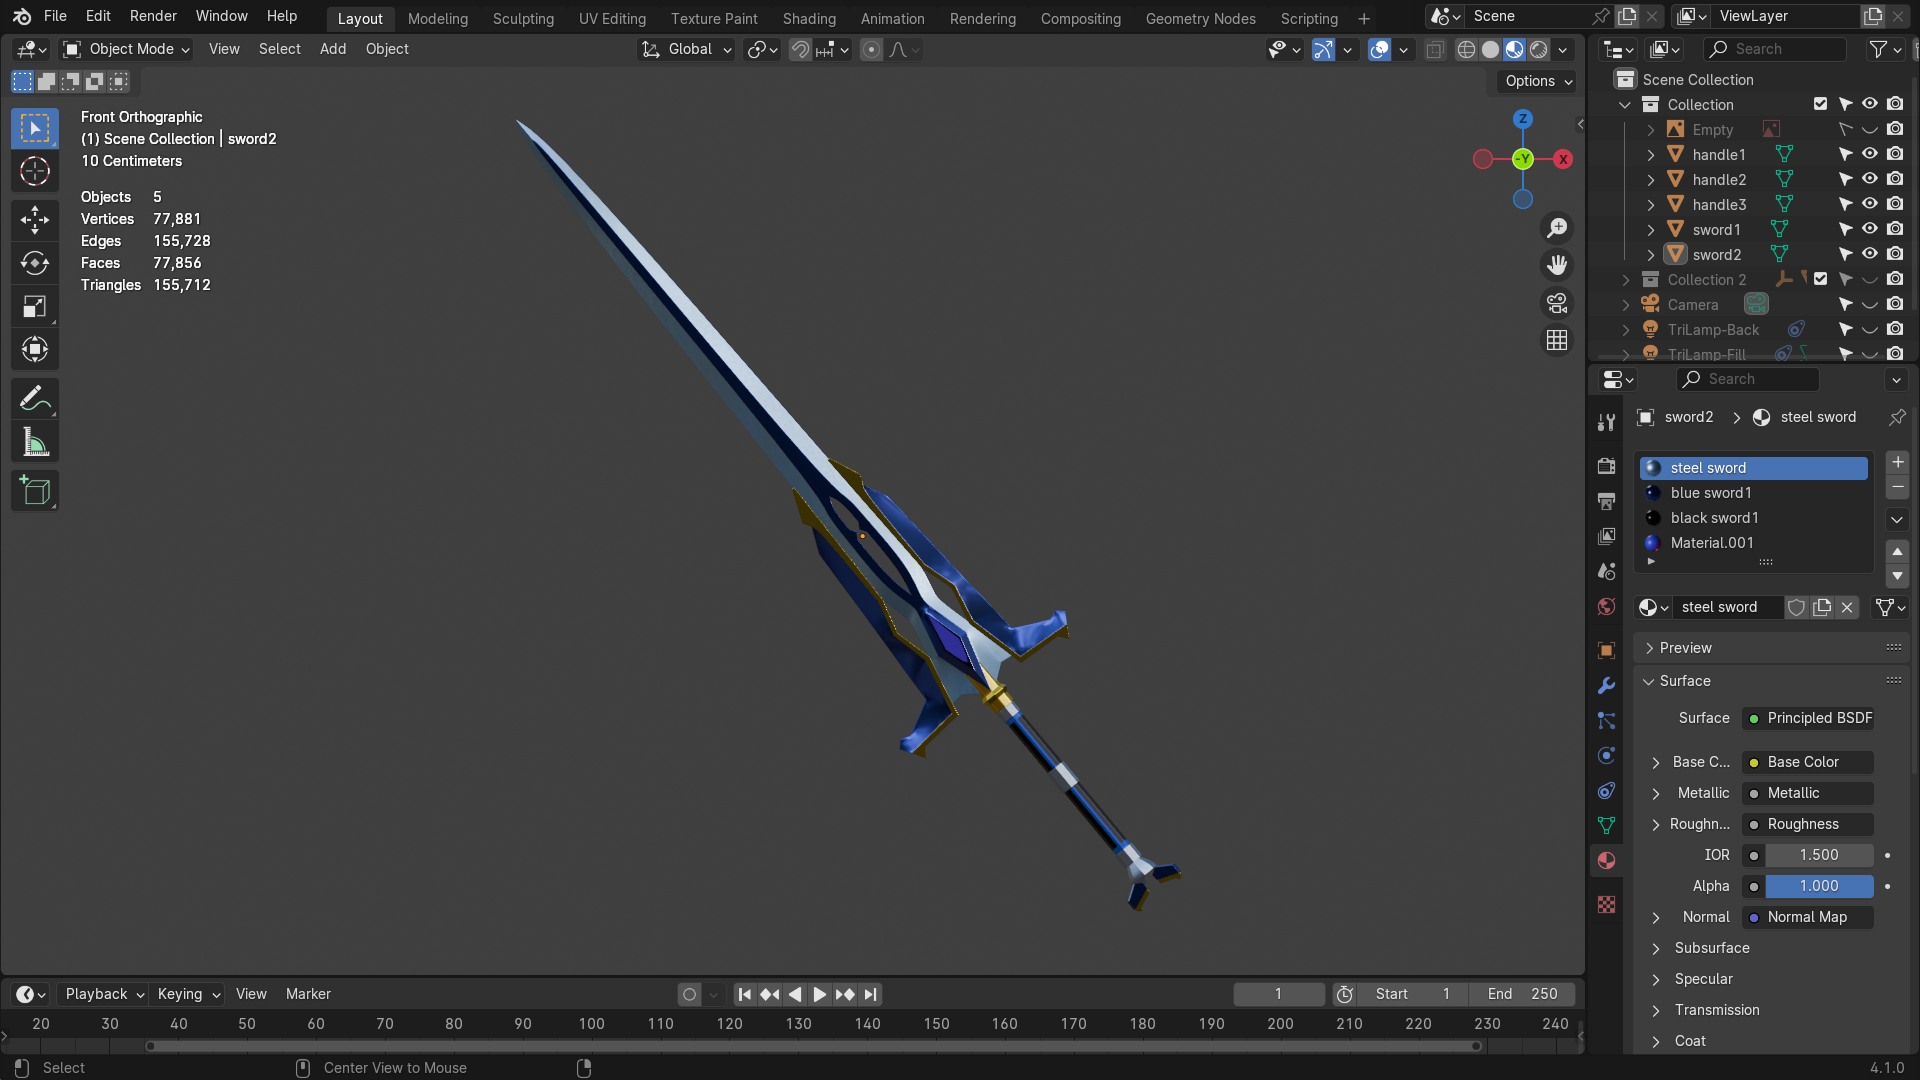 File Edit Render Window Help Layout Modeling Sculpting UV Editing Texture Paint Shading Animation Rendering Compositing Geometry Nodes Scripting + Scene ViewLayer
Object Mode View Select Add Object Global Search
Options
Front Orthographic
(1) Scene Collection | sword2
10 Centimeters
Objects 5
Vertices 77,881
Edges 155,728
Faces 77,856
Triangles 155,712
Z
-Y X
Scene Collection
Collection
Empty
handle1
handle2
handle3
sword1
sword2
Collection 2
Camera
TriLamp-Back
TriLamp-Fill
Search
sword2 > steel sword
steel sword
blue sword1
black sword1
Material.001
steel sword
Preview
Surface
Surface Principled BSDF
Base C... Base Color
Metallic Metallic
Roughn... Roughness
IOR 1.500
Alpha 1.000
Normal Normal Map
Subsurface
Specular
Transmission
Coat
Playback Keying View Marker 1 Start 1 End 250
20 30 40 50 60 70 80 90 100 110 120 130 140 150 160 170 180 190 200 210 220 230 240
Select Center View to Mouse 4.1.0